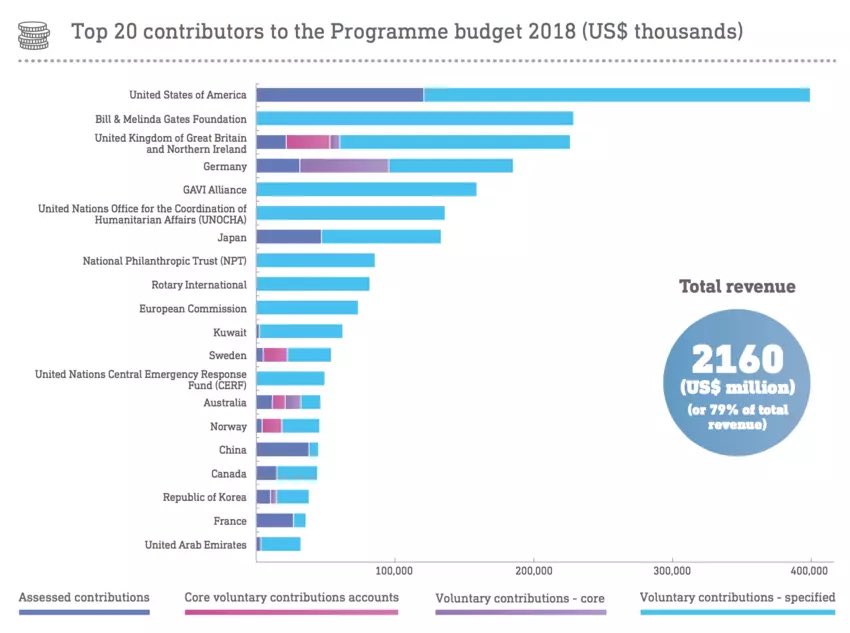 Top 20 contributors to the Programme budget 2018 (US$ thousands)
United States of America
Bill & Melinda Gates Foundation
United Kingdom of Great Britain
and Northern Ireland
Germany
GAVI Alliance
United Nations Office for the Coordination of
Humanitarian Affairs (UNOCHA)
Japan
National Philanthropic Trust (NPT)
Rotary International
European Commission
Kuwait
Sweden
United Nations Central Emergency Response
Fund (CERF)
Australia
Norway
China
Canada
Republic of Korea
France
United Arab Emirates
Total revenue
2160
(US$ million)
(or 79% of total
revenue)
100,000 200,000 300,000 400,000
Assessed contributions Core voluntary contributions accounts Voluntary contributions - core Voluntary contributions - specified